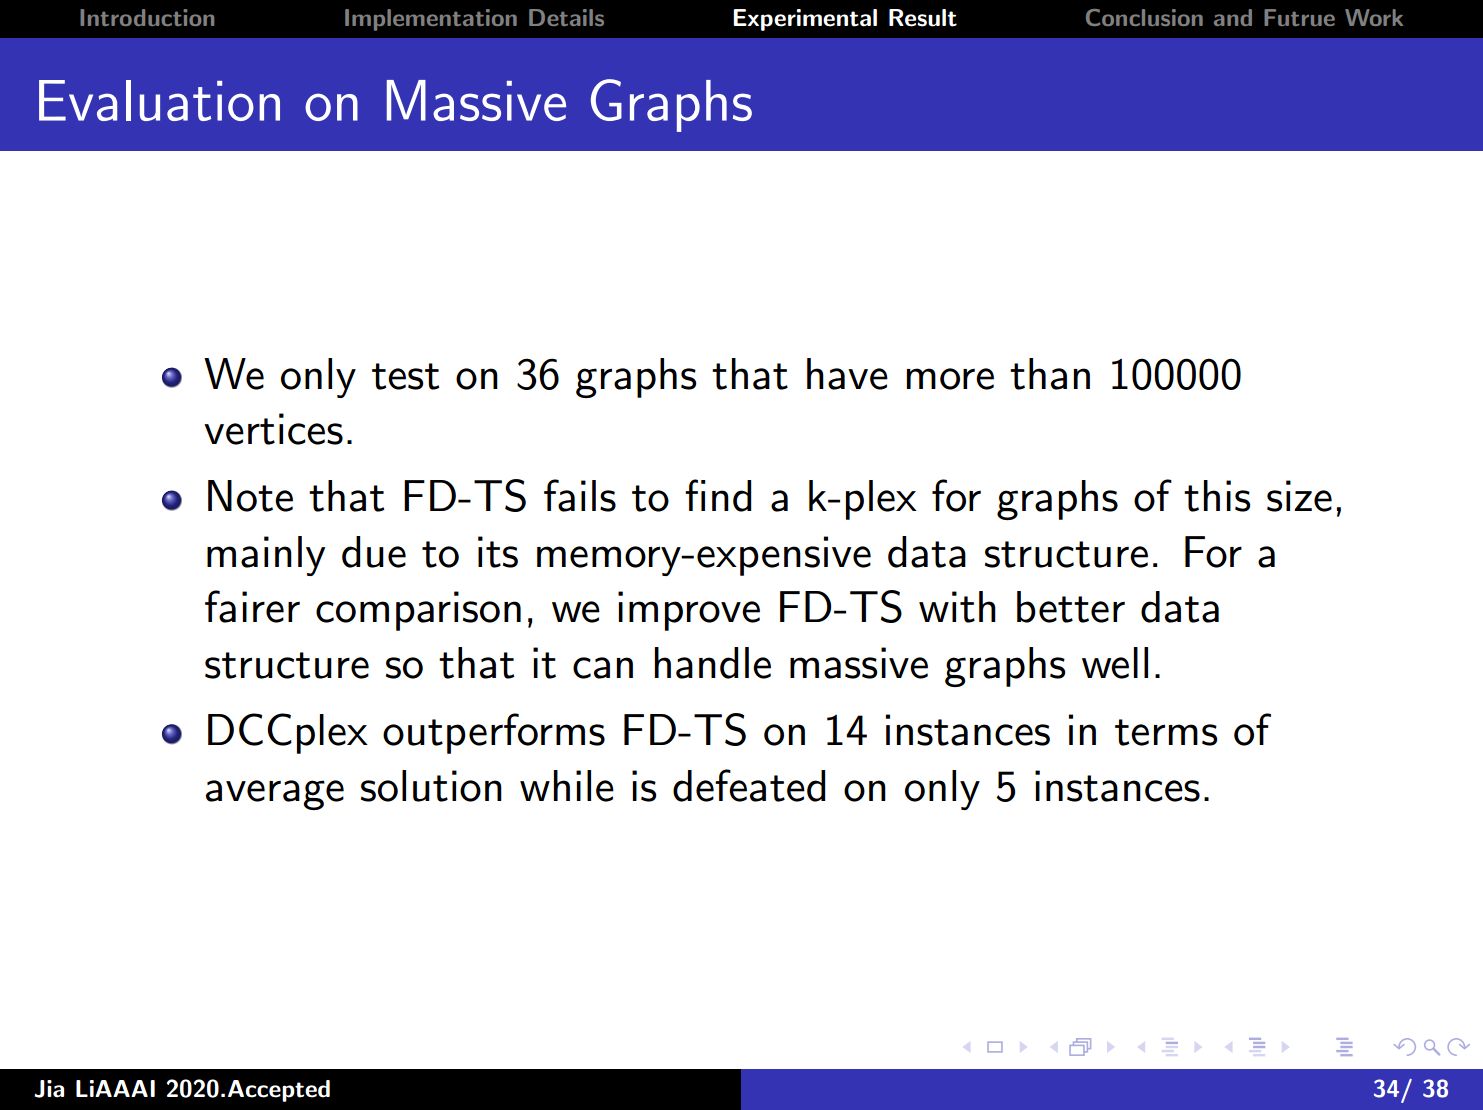 Introduction Implementation Details Experimental Result Conclusion and Futrue Work
Evaluation on Massive Graphs
We only test on 36 graphs that have more than 100000
vertices.
Note that FD-TS fails to find a k-plex for graphs of this size,
mainly due to its memory-expensive data structure. For a
fairer comparison, we improve FD-TS with better data
structure so that it can handle massive graphs well.
DCCplex outperforms FD-TS on 14 instances in terms of
average solution while is defeated on only 5 instances.
Jia LiAAAI 2020.Accepted 34/ 38